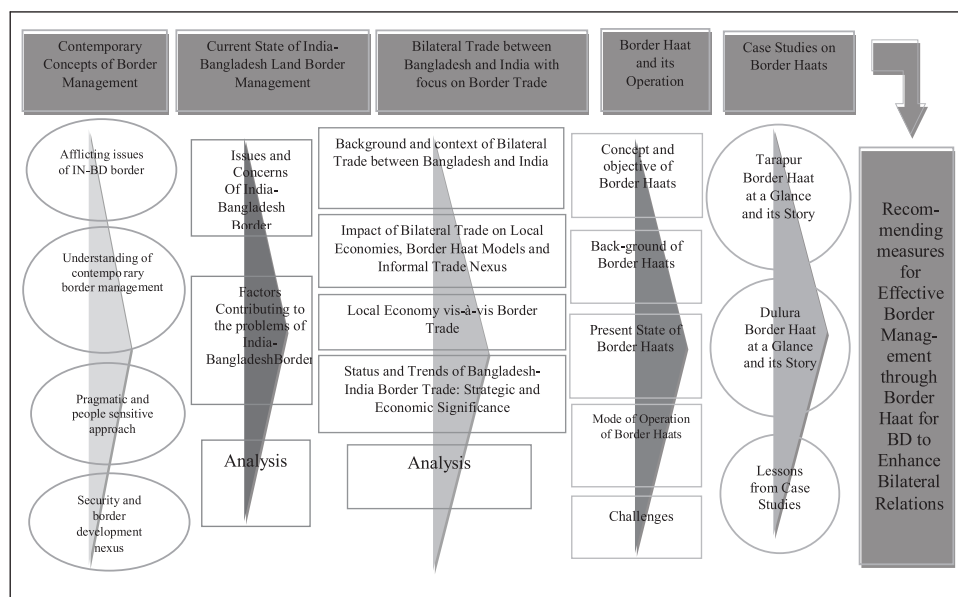 Contemporary
Concepts of Border
Management
Current State of India-
Bangladesh Land Border
Management
Bilateral Trade between
Bangladesh and India with
focus on Border Trade
Border Haat
and its
Operation
Case Studies on
Border Haats
Afflicting issues
of IN-BD border
Understanding of
contemporary
border management
Pragmatic and
people sensitive
approach
Security and
border
development
nexus
Issues and
Concerns
Of India-
Bangladesh
Border
Factors
Contributing to
the problems of
India-
BangladeshBorder
Analysis
Background and context of Bilateral
Trade between Bangladesh and India
Impact of Bilateral Trade on Local
Economies, Border Haat Models and
Informal Trade Nexus
Local Economy vis-à-vis Border
Trade
Status and Trends of Bangladesh-
India Border Trade: Strategic and
Economic Significance
Analysis
Concept and
objective of
Border Haats
Back-ground of
Border Haats
Present State of
Border Haats
Mode of Operation
of Border Haats
Challenges
Tarapur
Border Haat
at a Glance
and its Story
Dulura
Border Haat
at a Glance
and its Story
Lessons
from Case
Studies
Recom-
mending
measures
for
Effective
Border
Manag-
ement
through
Border
Haat for
BD to
Enhance
Bilateral
Relations